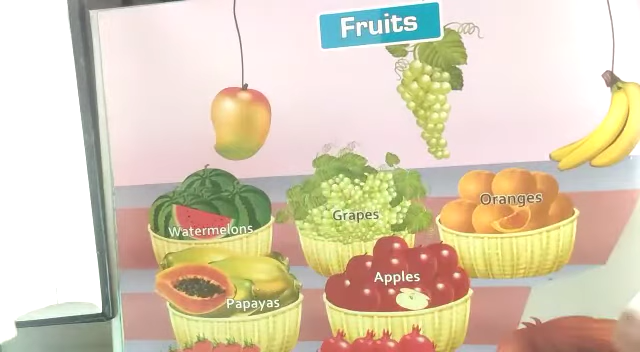 Fruits
Watermelons
Grapes
Oranges
Papayas
Apples